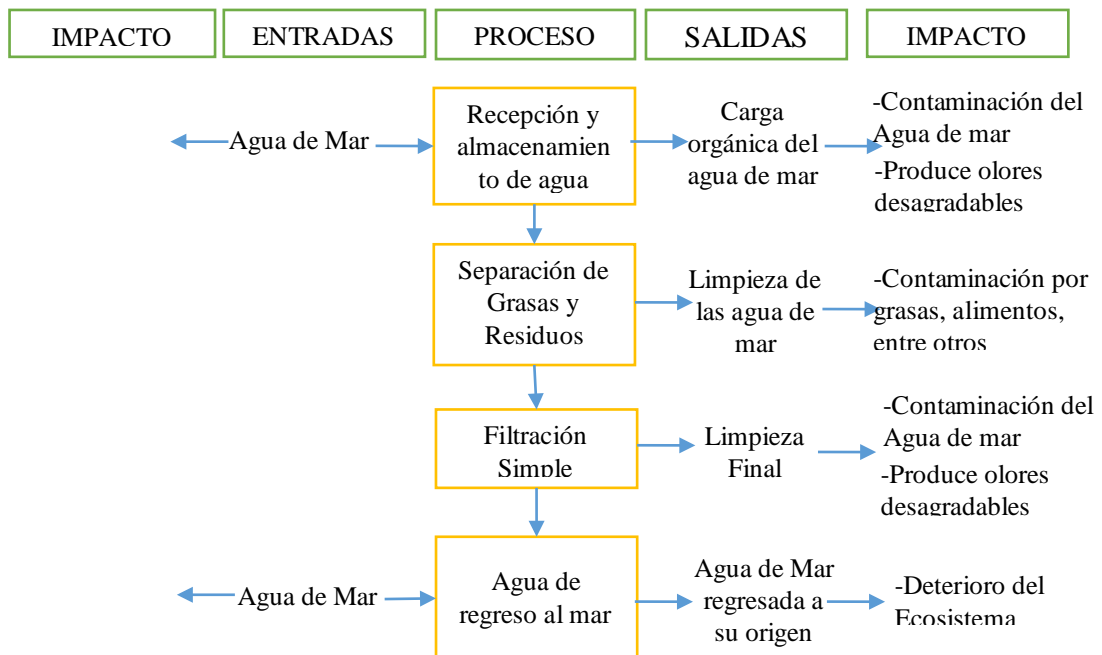 IMPACTO
ENTRADAS
PROCESO
SALIDAS
IMPACTO
Agua de Mar
Recepción y
almacenamien
to de agua
Carga
orgánica del
agua de mar
-Contaminación del
Agua de mar
-Produce olores
desagradables
Separación de
Grasas y
Residuos
Limpieza de
las agua de
mar
-Contaminación por
grasas, alimentos,
entre otros
Filtración
Simple
Limpieza
Final
-Contaminación del
Agua de mar
-Produce olores
desagradables
Agua de Mar
Agua de
regreso al mar
Agua de Mar
regresada a
su origen
-Deterioro del
Ecosistema